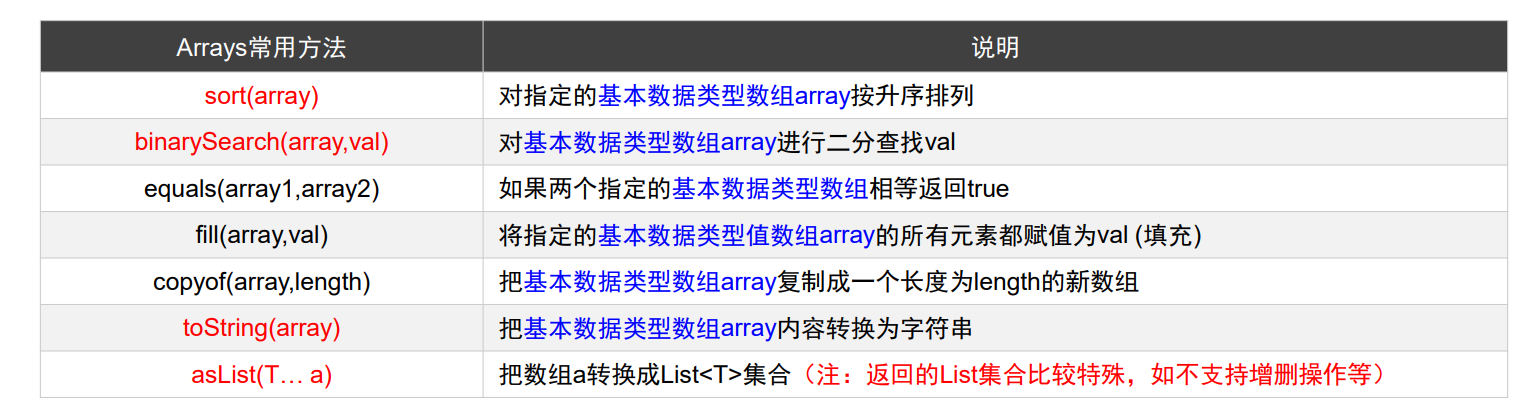 Arrays常用方法 说明
sort(array) 对指定的基本数据类型数组array按升序排列
binarySearch(array,val) 对基本数据类型数组array进行二分查找val
equals(array1,array2) 如果两个指定的基本数据类型数组相等返回true
fill(array,val) 将指定的基本数据类型值数组array的所有元素都赋值为val (填充)
copyof(array,length) 把基本数据类型数组array复制成一个长度为length的新数组
toString(array) 把基本数据类型数组array内容转换为字符串
asList(T… a) 把数组a转换成List<T>集合（注：返回的List集合比较特殊，如不支持增删操作等）